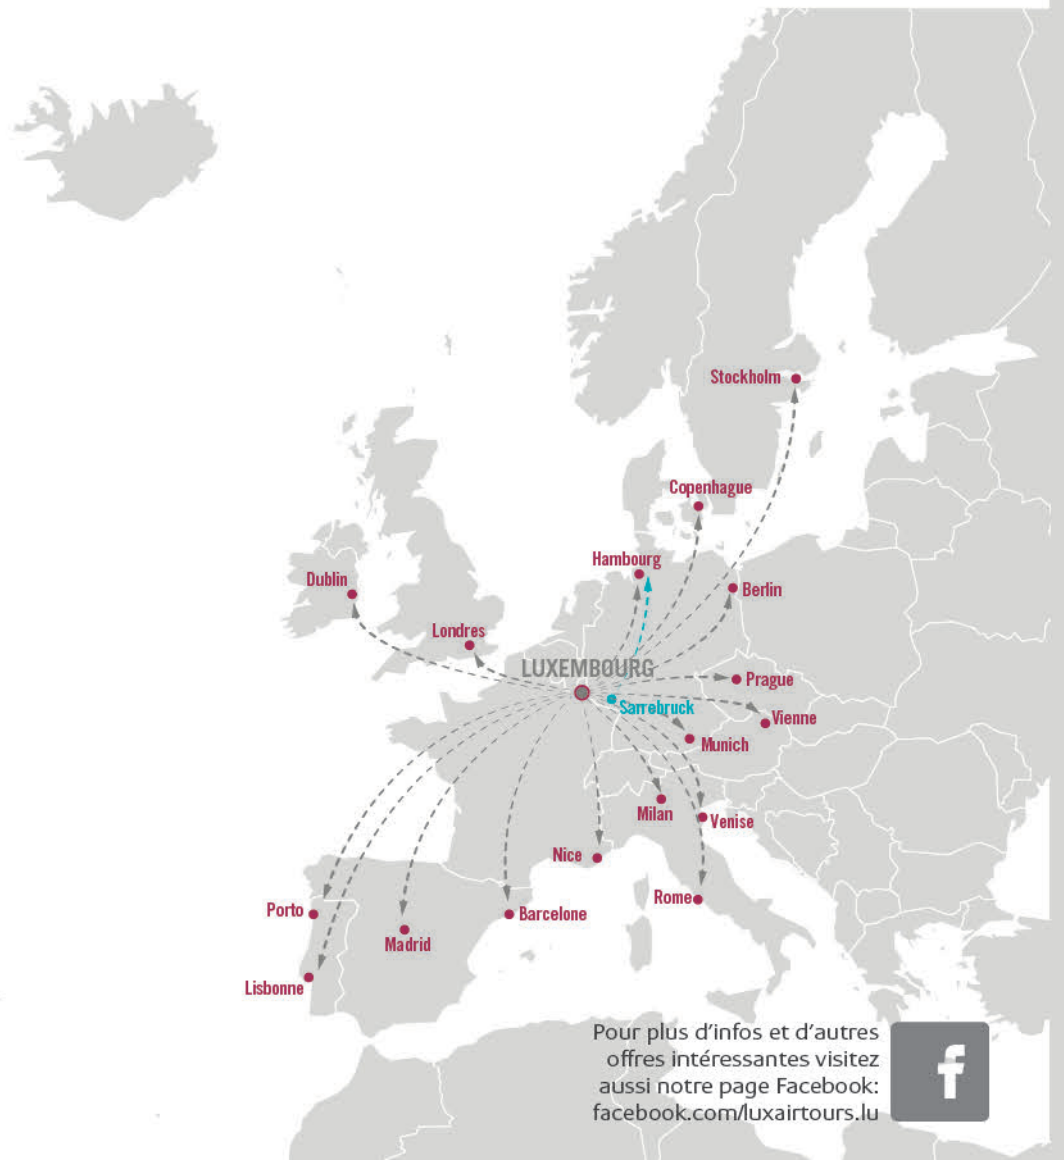 Stockholm
Copenhague
Hambourg
Dublin
Berlin
Londres
LUXEMBOURG
Prague
Sarrebruck
Vienne
Munich
Milan
Venise
Nice
Rome
Porto
Barcelone
Madrid
Lisbonne
Pour plus d'infos et d'autres
offres intéressantes visitez
aussi notre page Facebook:
facebook.com/luxairtours.lu
f